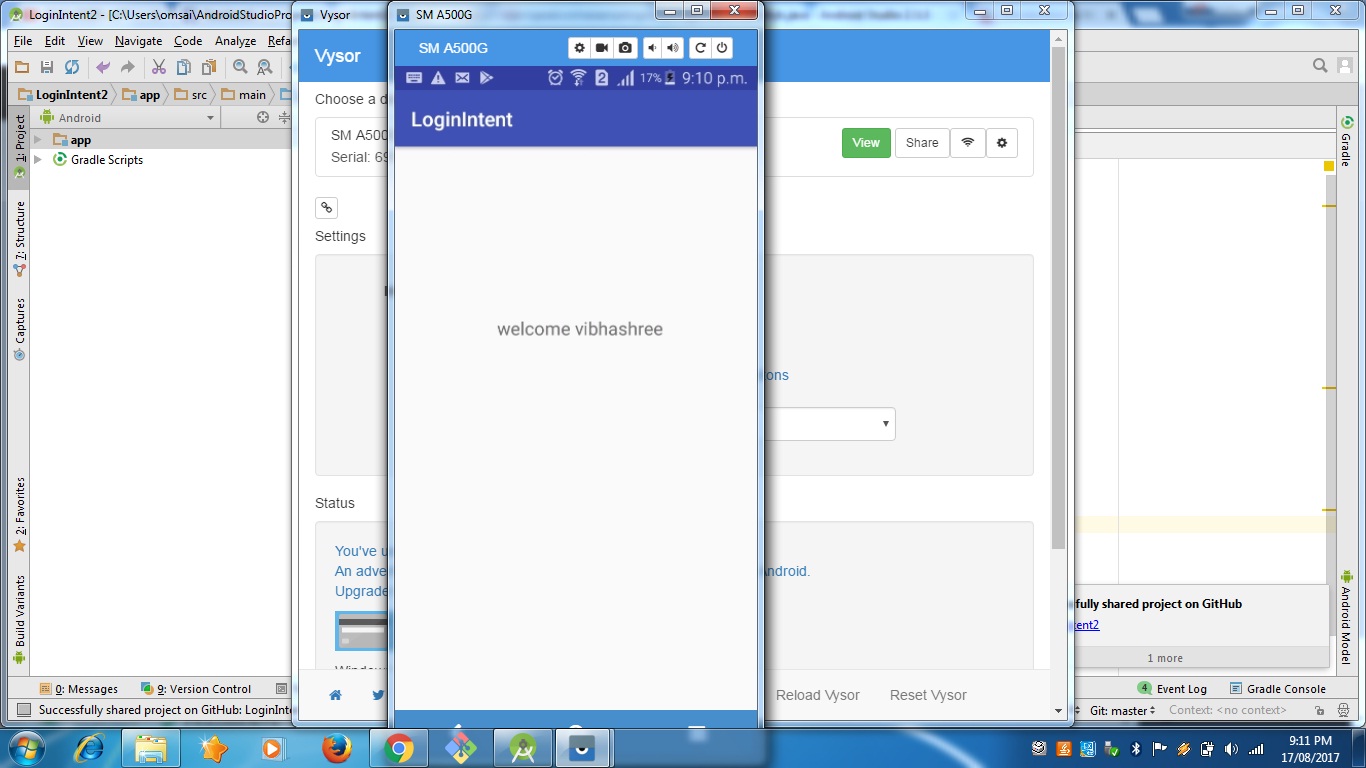 LoginIntent2 - [C:\Users\omsai\AndroidStudioPro
File Edit View Navigate Code Analyze Refa
LoginIntent2 app src main
Android
app
Gradle Scripts
1: Project
7: Structure
Captures
2: Favorites
Build Variants
Vysor
Vysor
Choose a d
SM A500
Serial: 69
View Share
Settings
ions
Status
You've u
An adve
ndroid.
Upgrade
Window
Reload Vysor Reset Vysor
SM A500G
SM A500G
2 17% 9:10 p.m.
LoginIntent
welcome vibhashree
Gradle
Android Model
fully shared project on GitHub
ent2
1 more
0: Messages 9: Version Control
4 Event Log Gradle Console
Successfully shared project on GitHub: LoginInte
Git: master Context: <no context>
9:11 PM
17/08/2017